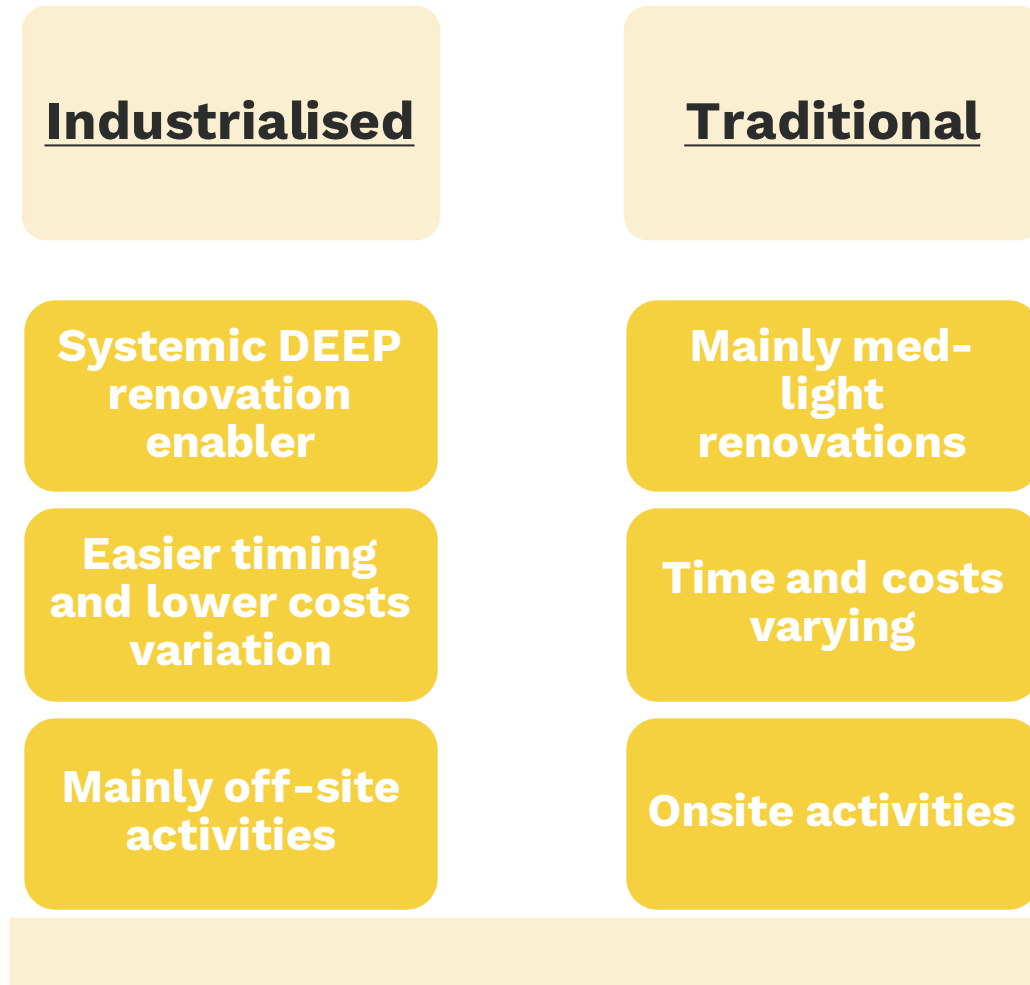 Industrialised
Traditional
Systemic DEEP
renovation
enabler
Mainly med-
light
renovations
Easier timing
and lower costs
variation
Time and costs
varying
Mainly off-site
activities
Onsite activities